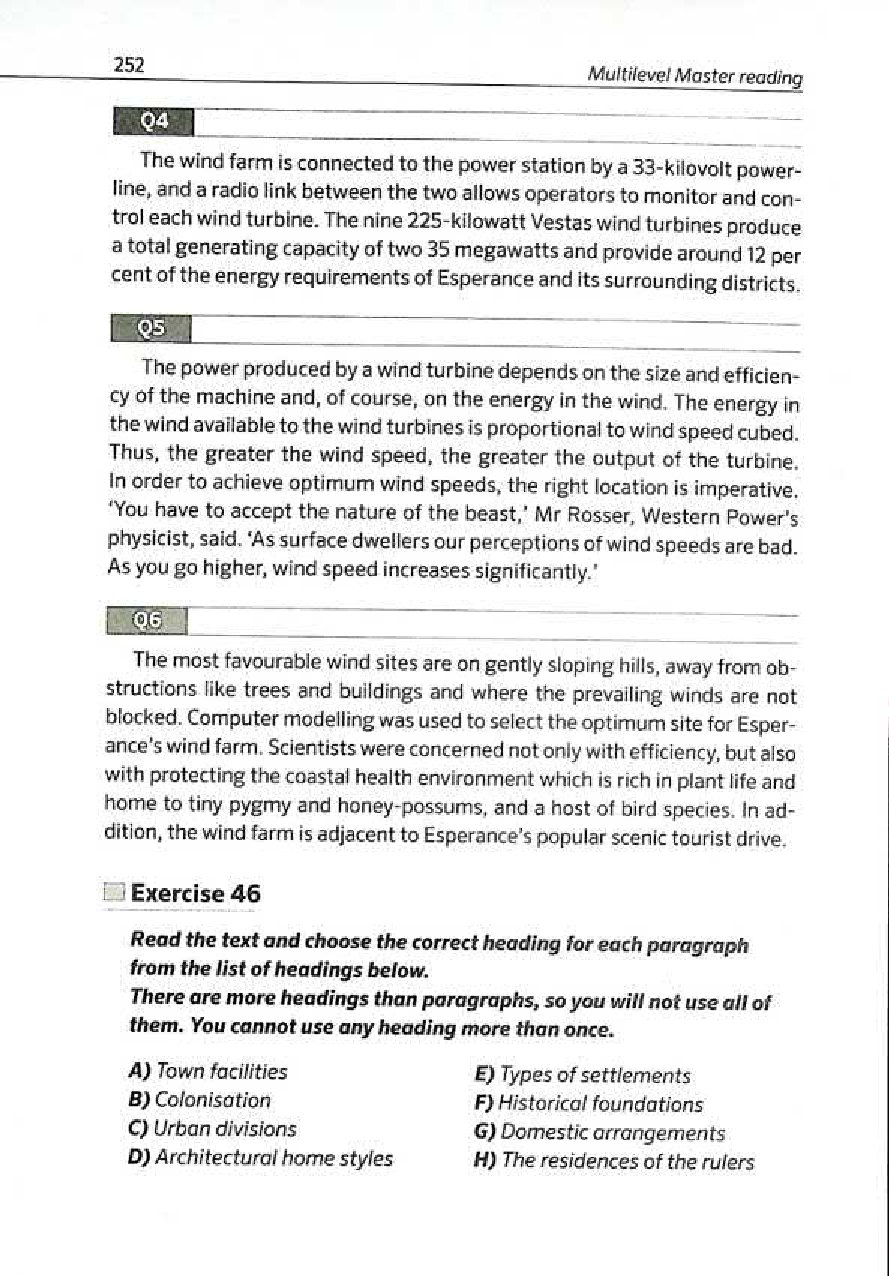 252
Multilevel Master reading
Q4
The wind farm is connected to the power station by a 33-kilovolt power-
line, and a radio link between the two allows operators to monitor and con-
trol each wind turbine. The nine 225-kilowatt Vestas wind turbines produce
a total generating capacity of two 35 megawatts and provide around 12 per
cent of the energy requirements of Esperance and its surrounding districts.
Q5
The power produced by a wind turbine depends on the size and efficien-
cy of the machine and, of course, on the energy in the wind. The energy in
the wind available to the wind turbines is proportional to wind speed cubed.
Thus, the greater the wind speed, the greater the output of the turbine.
In order to achieve optimum wind speeds, the right location is imperative.
'You have to accept the nature of the beast,' Mr Rosser, Western Power's
physicist, said. 'As surface dwellers our perceptions of wind speeds are bad.
As you go higher, wind speed increases significantly.'
Q6
The most favourable wind sites are on gently sloping hills, away from ob-
structions like trees and buildings and where the prevailing winds are not
blocked. Computer modelling was used to select the optimum site for Esper-
ance's wind farm. Scientists were concerned not only with efficiency, but also
with protecting the coastal health environment which is rich in plant life and
home to tiny pygmy and honey-possums, and a host of bird species. In ad-
dition, the wind farm is adjacent to Esperance's popular scenic tourist drive.
Exercise 46
Read the text and choose the correct heading for each paragraph
from the list of headings below.
There are more headings than paragraphs, so you will not use all of
them. You cannot use any heading more than once.
A) Town facilities
B) Colonisation
C) Urban divisions
D) Architectural home styles
E) Types of settlements
F) Historical foundations
G) Domestic arrangements
H) The residences of the rulers